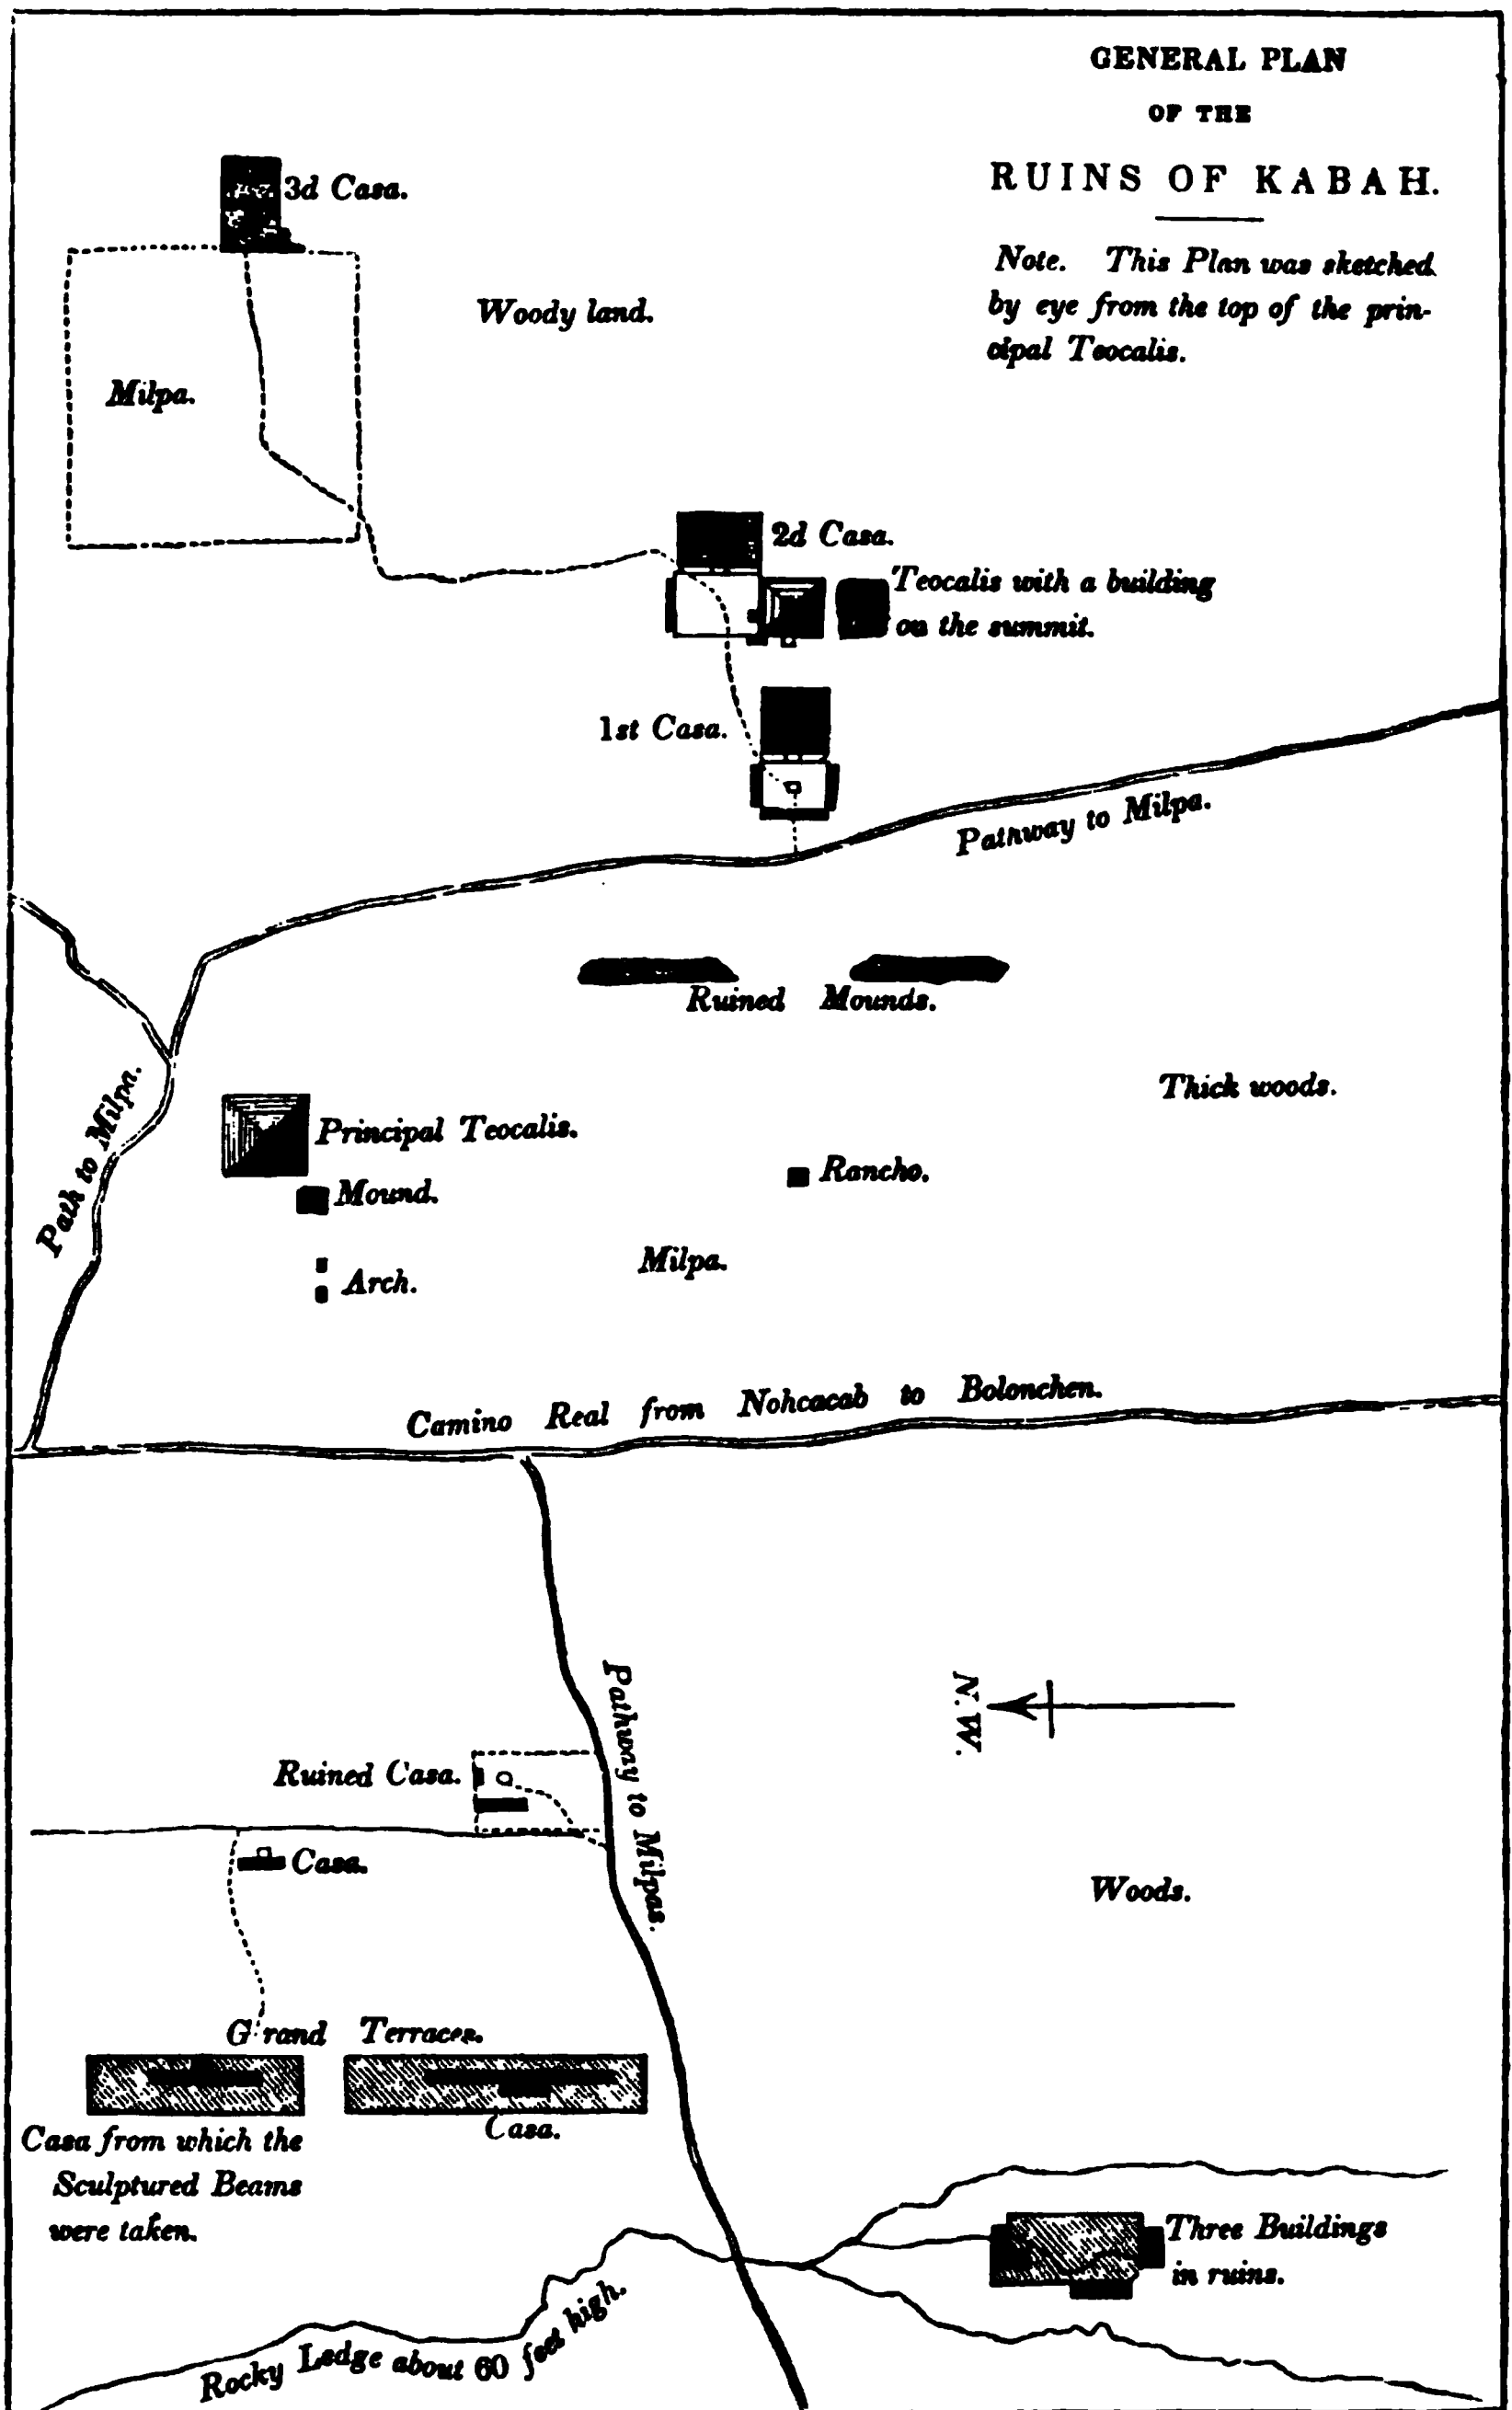 GENERAL PLAN
OF THE
RUINS OF KABAH.
Note. This Plan was sketched
by eye from the top of the prin-
cipal Teocalis.
3d Casa.
Woody land.
Milpa.
2d Casa.
Teocalis with a building
on the summit.
1st Casa.
Pathway to Milpa.
Ruined Mounds.
Thick woods.
Path to Milpa.
Principal Teocalis.
Rancho.
Mound.
Milpa.
Arch.
Camino Real from Nohcacab to Bolonchen.
N.W.
Pathway to Milpas.
Ruined Casa.
Casa.
Woods.
Grand Terraces.
Casa from which the
Sculptured Beams
were taken.
Casa.
Three Buildings
in ruins.
Rocky Ledge about 60 feet high.